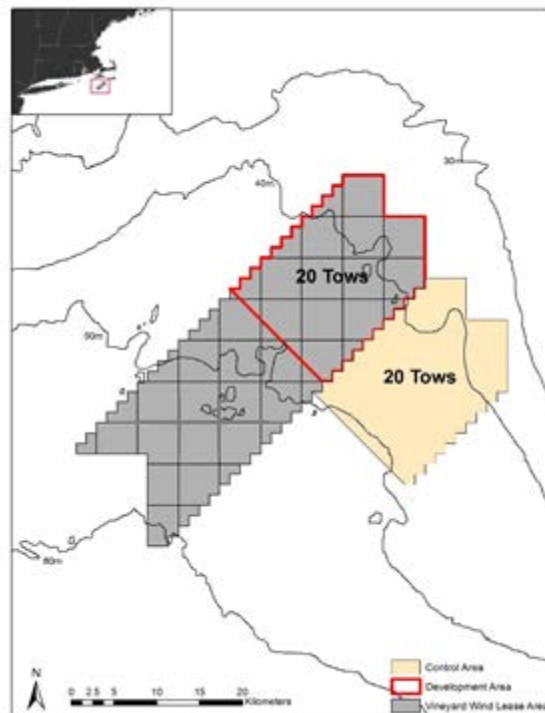 30m
40m
20 Tows
50m
20 Tows
60m
N
0 2.5 5 10 15 20
Kilometers
Control Area
Development Area
Vineyard Wind Lease Area